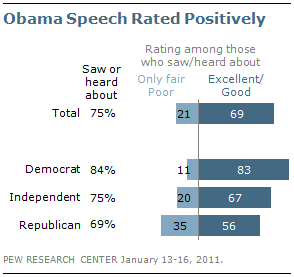 Obama Speech Rated Positively
Rating among those
who saw/heard about
Saw or
heard
about
Only fair
Poor
Excellent/
Good
Total 75% 21 69
Democrat 84% 11 83
Independent 75% 20 67
Republican 69% 35 56
PEW RESEARCH CENTER January 13-16, 2011.